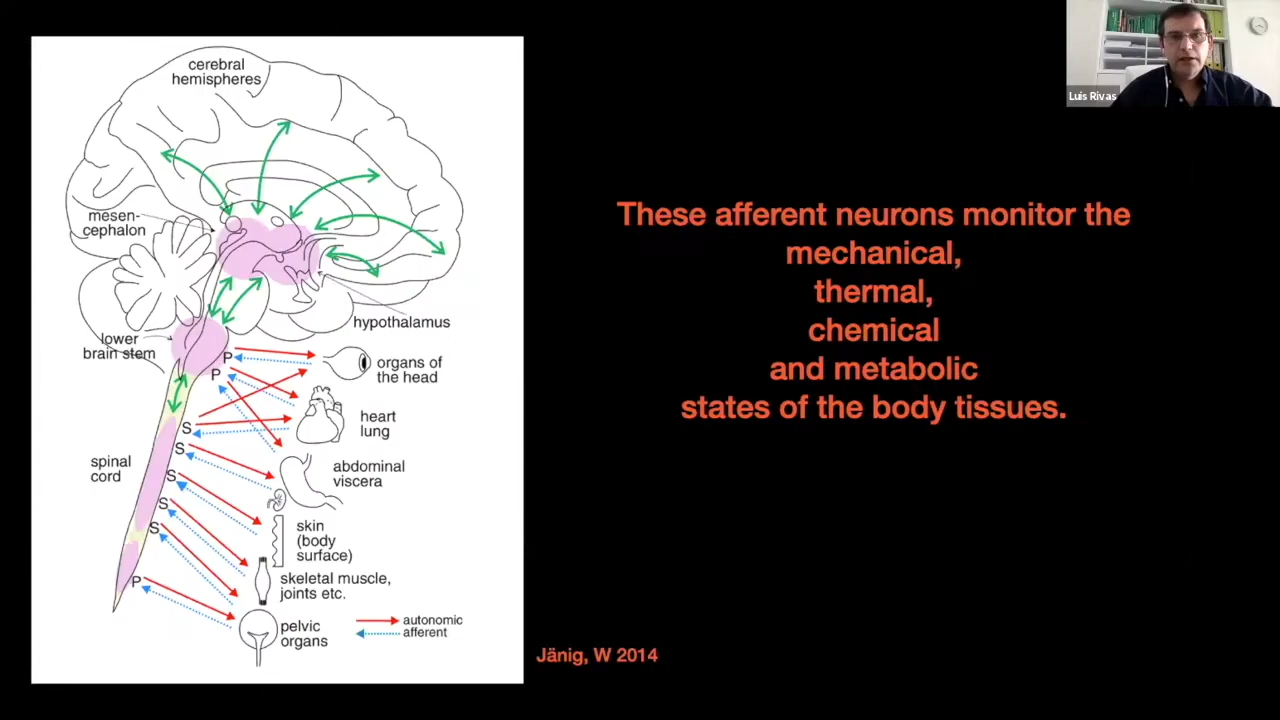 cerebral
hemispheres
mesen-
cephalon
hypothalamus
lower
brain stem
P
P
organs of
the head
heart
lung
S
S
S
S
S
P
spinal
cord
abdominal
viscera
skin
(body
surface)
skeletal muscle,
joints etc.
pelvic
organs
autonomic
afferent
These afferent neurons monitor the
mechanical,
thermal,
chemical
and metabolic
states of the body tissues.
Jänig, W 2014
Luis Rivas